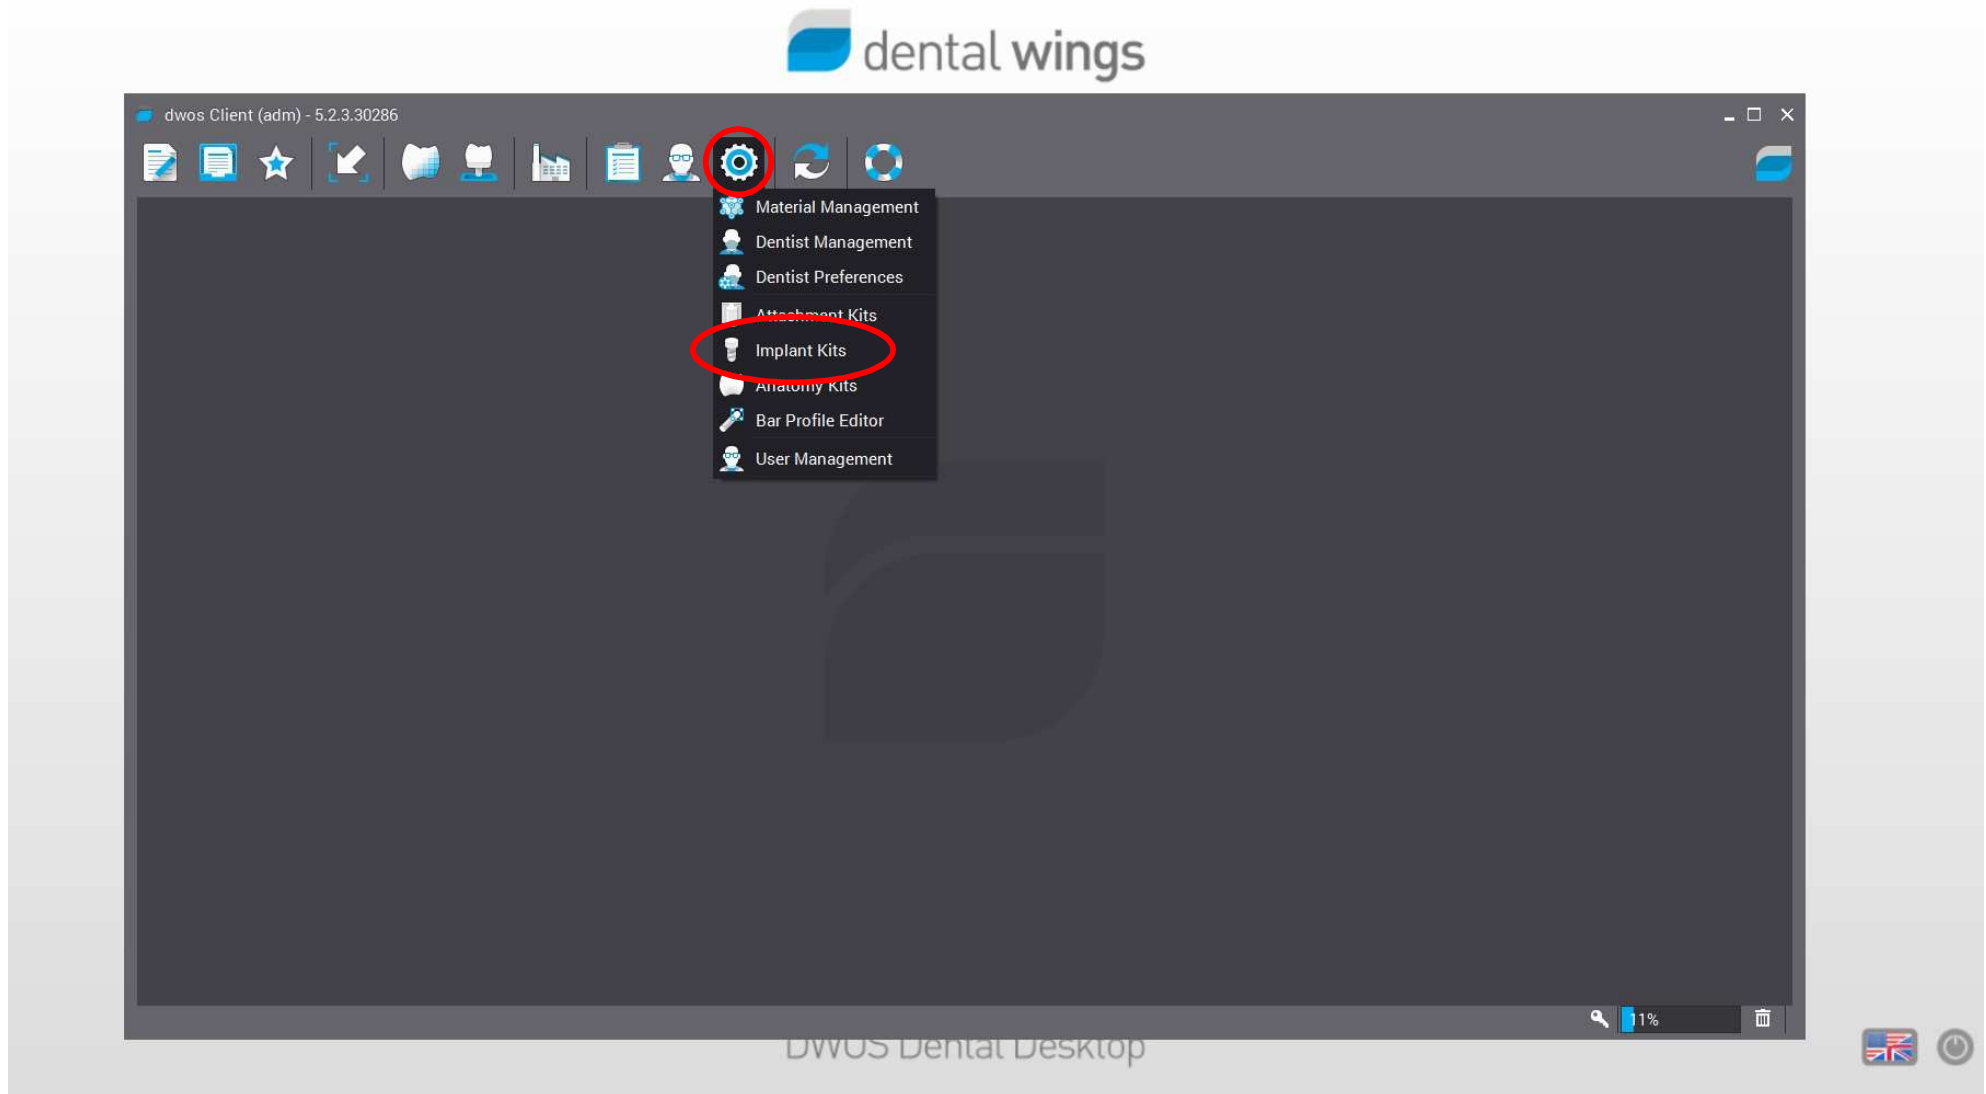 dental wings
dwos Client (adm) - 5.2.3.30286
Material Management
Dentist Management
Dentist Preferences
Attachment Kits
Implant Kits
Anatomy Kits
Bar Profile Editor
User Management
11%
DWOS Dental Desktop